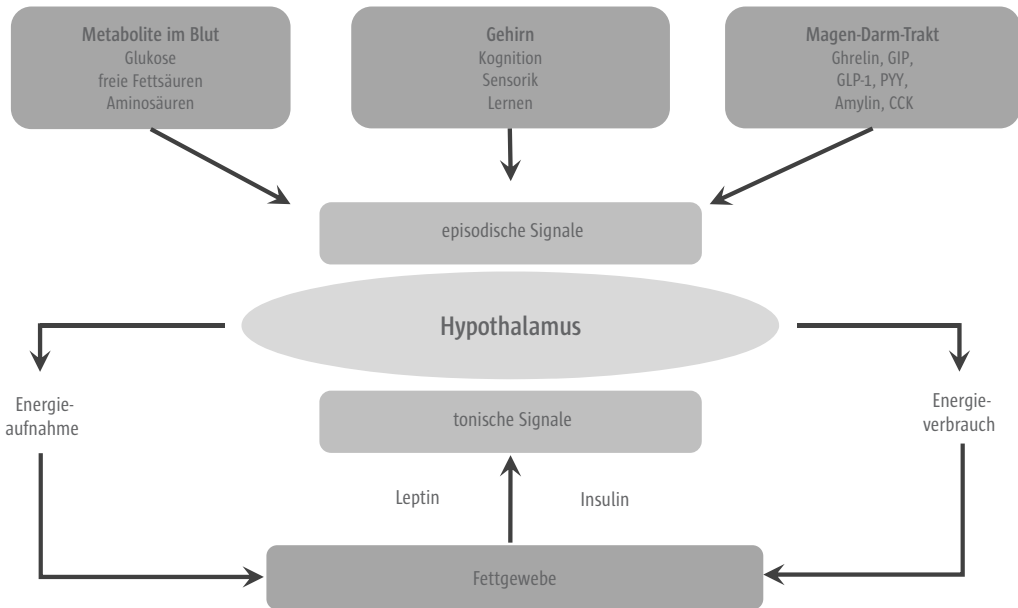 Metabolite im Blut
Glukose
freie Fettsäuren
Aminosäuren
Gehirn
Kognition
Sensorik
Lernen
Magen-Darm-Trakt
Ghrelin, GIP,
GLP-1, PYY,
Amylin, CCK
episodische Signale
Hypothalamus
Energie-
aufnahme
tonische Signale
Energie-
verbrauch
Leptin
Insulin
Fettgewebe